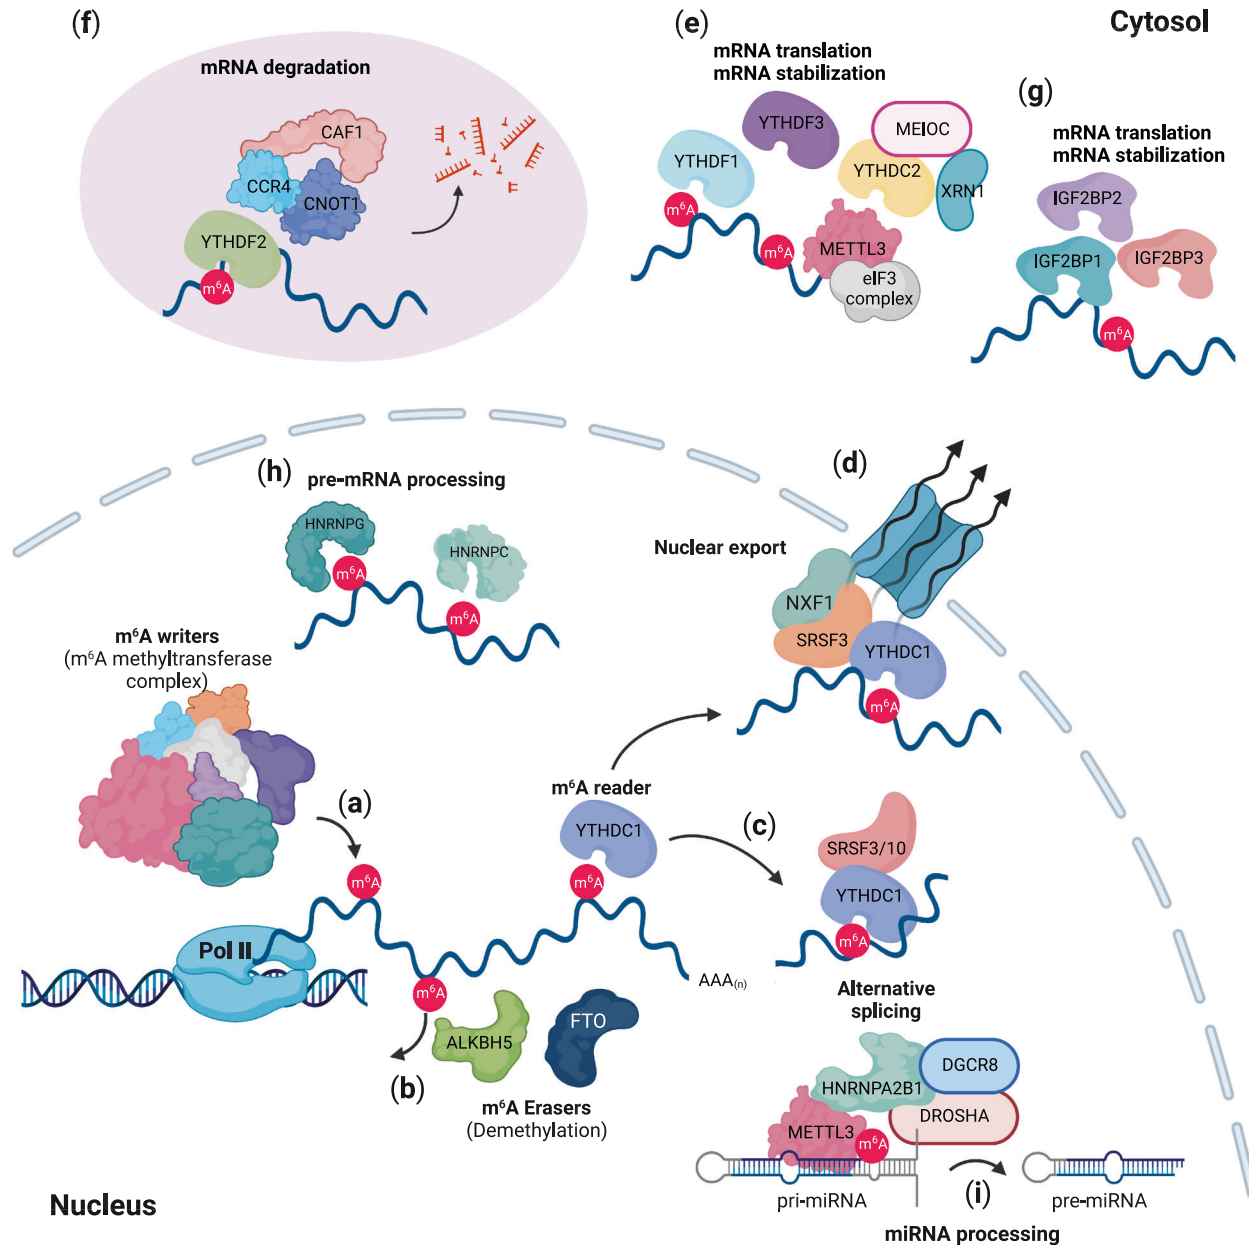 (f)
mRNA degradation
CAF1
CCR4
CNOT1
YTHDF2
m⁶A
(e)
mRNA translation
mRNA stabilization
YTHDF3
MEIOC
YTHDF1
YTHDC2
XRN1
m⁶A
m⁶A
METTL3
eIF3
complex
Cytosol
(g)
mRNA translation
mRNA stabilization
IGF2BP2
IGF2BP1
IGF2BP3
m⁶A
(h)
pre-mRNA processing
HNRNPG
HNRNPC
m⁶A
m⁶A
(d)
Nuclear export
NXF1
SRSF3
YTHDC1
m⁶A
m⁶A writers
(m⁶A methyltransferase
complex)
(a)
m⁶A
Pol II
m⁶A reader
YTHDC1
m⁶A
AAA(n)
(c)
SRSF3/10
YTHDC1
m⁶A
Alternative
splicing
m⁶A
ALKBH5
FTO
(b)
m⁶A Erasers
(Demethylation)
HNRNPA2B1
DGCR8
DROSHA
METTL3
m⁶A
pri-miRNA
(i)
pre-miRNA
miRNA processing
Nucleus